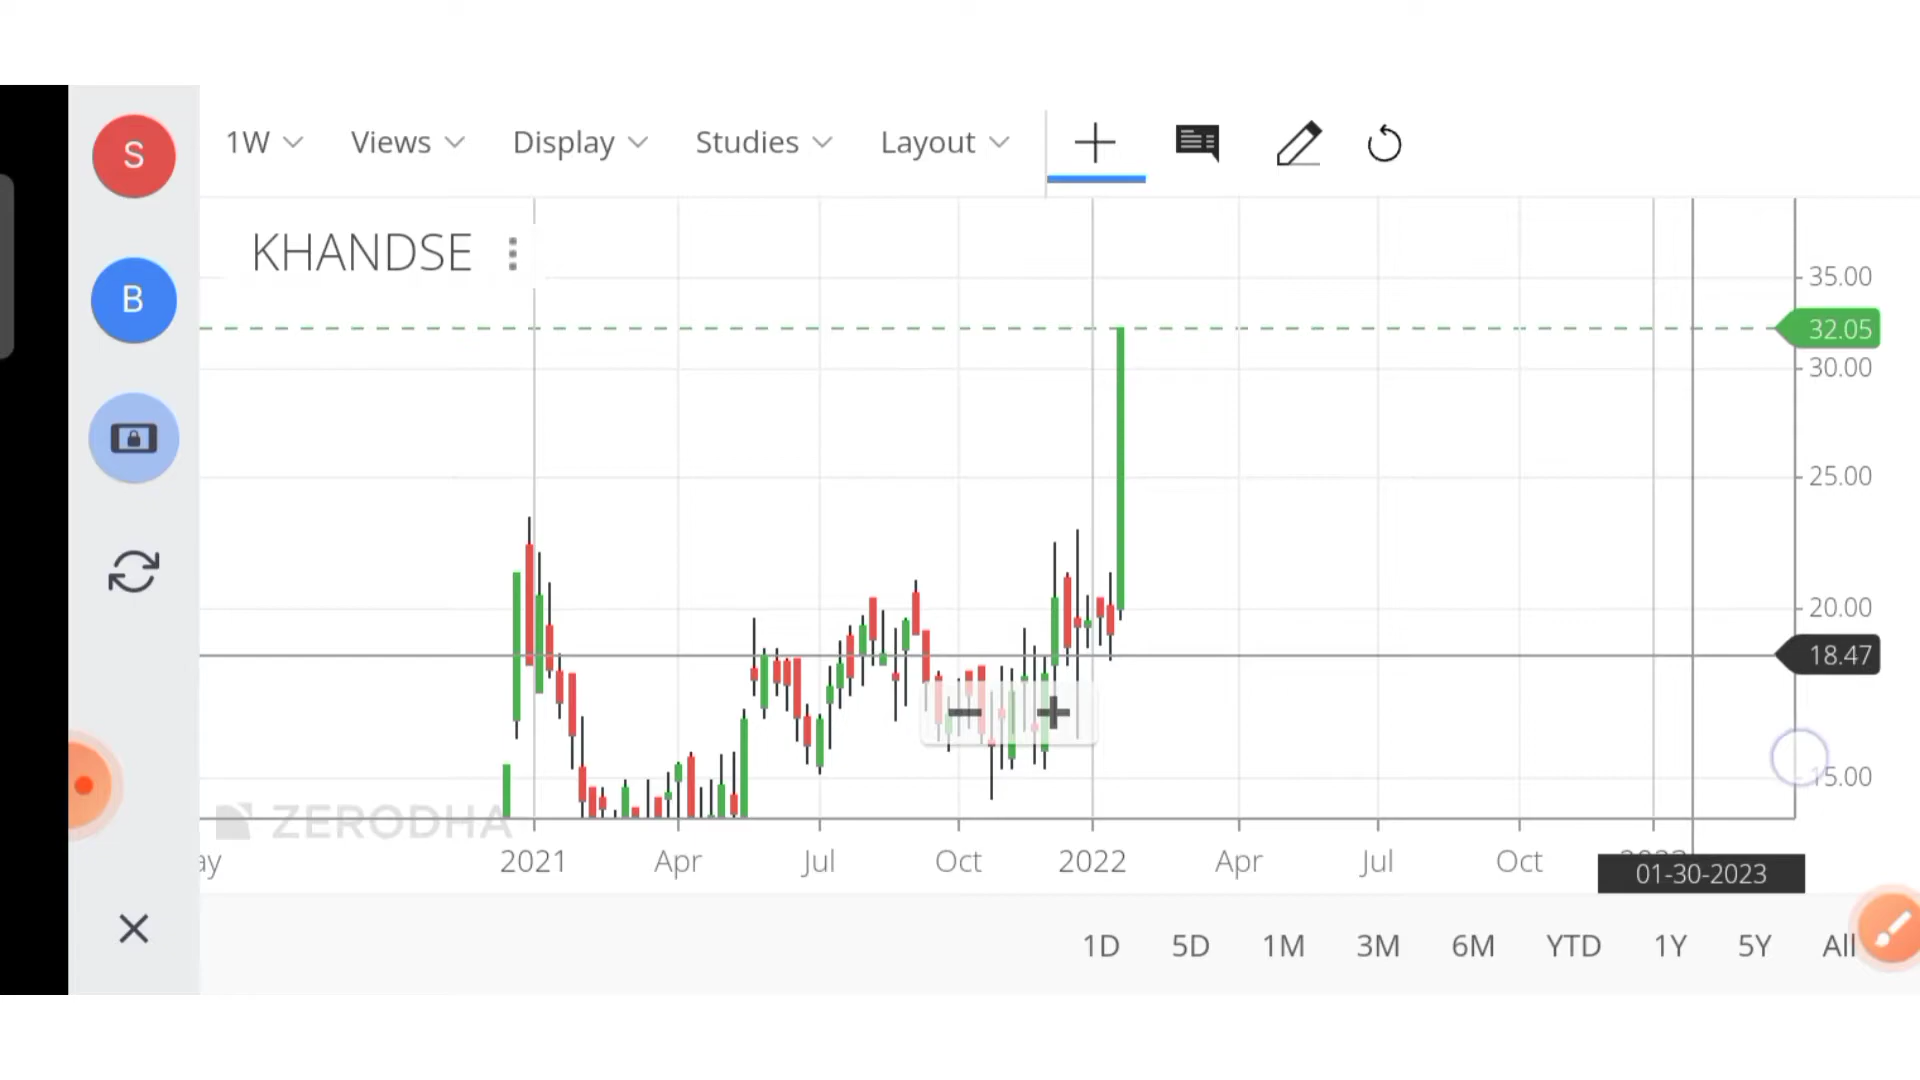 S
1W Views Display Studies Layout
KHANDSE
B
35.00
32.05
30.00
25.00
20.00
18.47
15.00
ZERODHA
ay 2021 Apr Jul Oct 2022 Apr Jul Oct
01-30-2023
1D 5D 1M 3M 6M YTD 1Y 5Y All